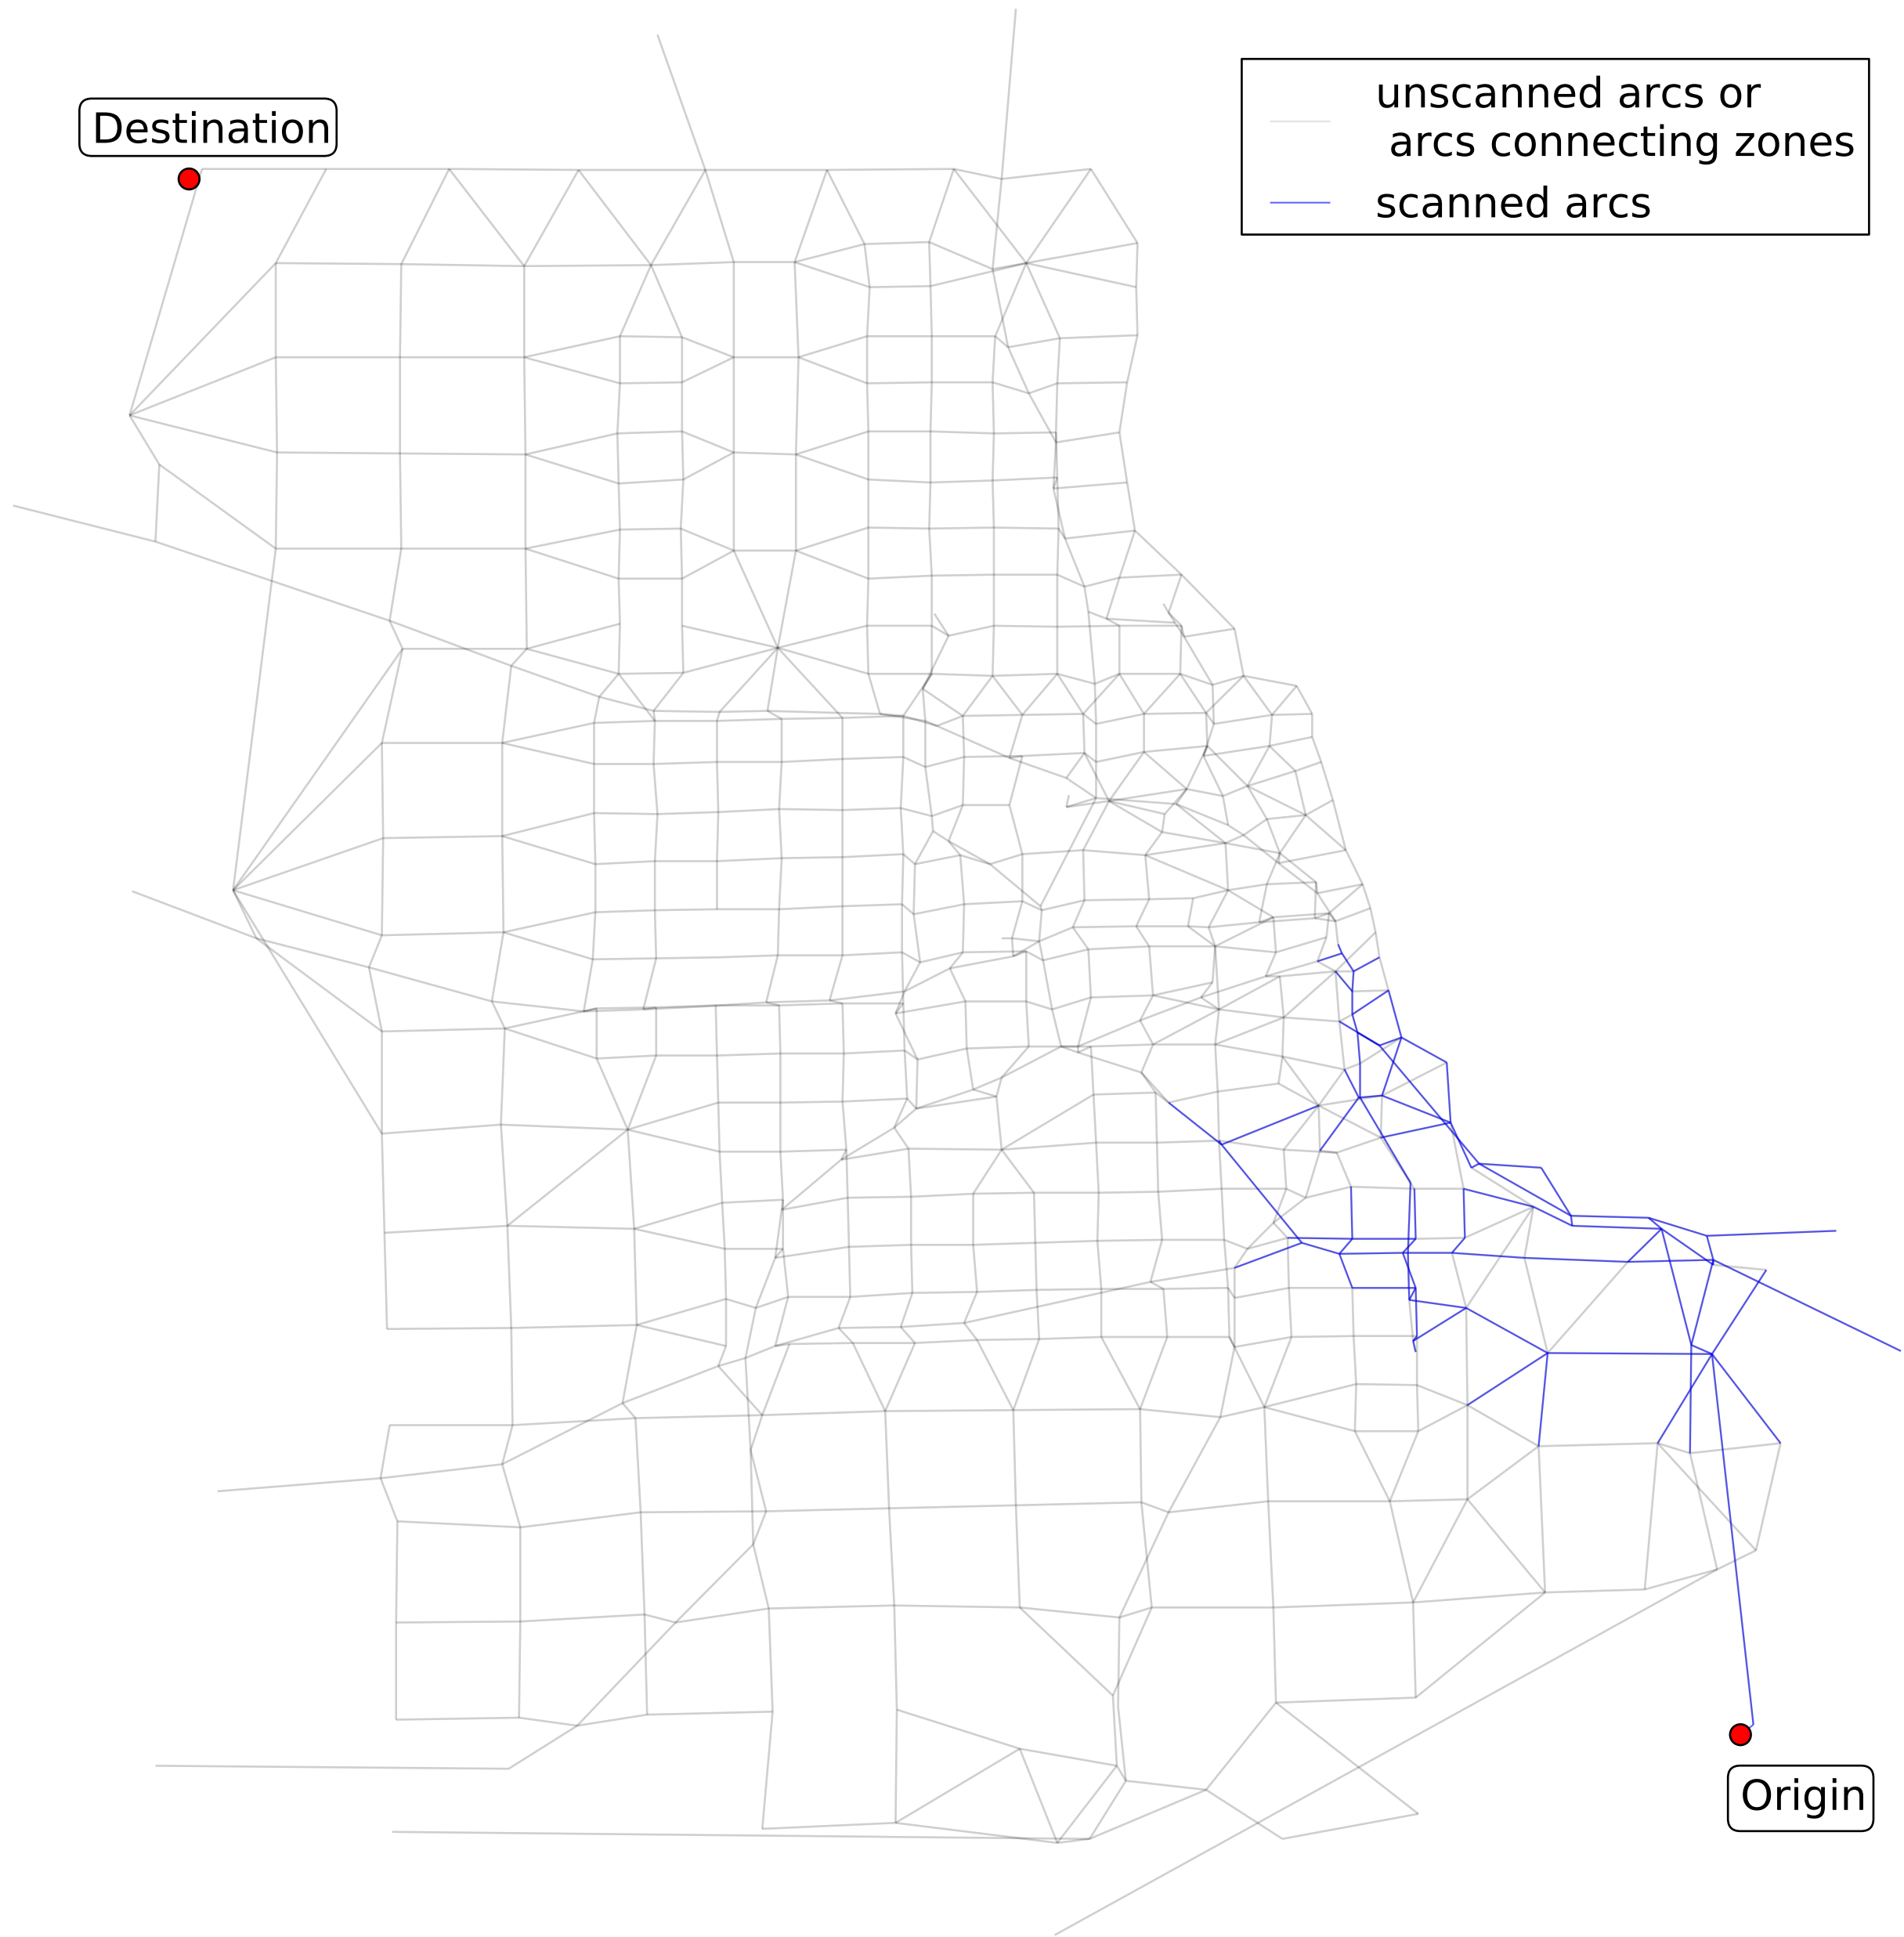 Destination
unscanned arcs or
arcs connecting zones
scanned arcs
Origin